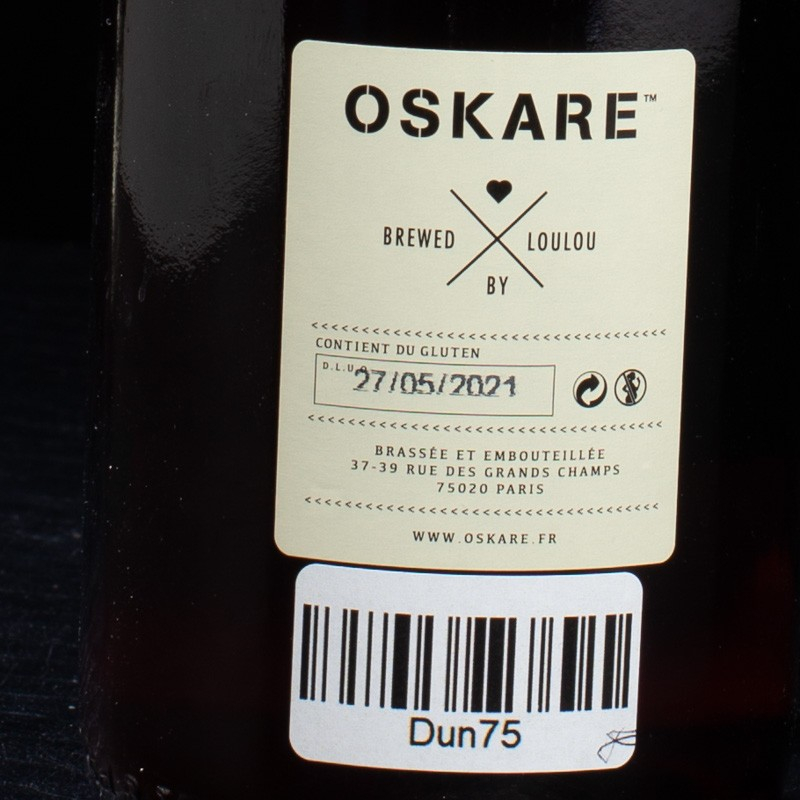 OSKARE™
BREWED LOULOU
BY
<<<<<<<<<<<<<<<<<<<<<<<<<<<<<<<<<<<
CONTIENT DU GLUTEN
D.L.U.O
27/05/2021
<<<<<<<<<<<<<<<<<<<<<<<<<<<<<<<<<<<
BRASSÉE ET EMBOUTEILLÉE
37-39 RUE DES GRANDS CHAMPS
75020 PARIS
<<<<<<<<<<<<<<<<<<<<<<<<<<<<<<<<<<<
WWW.OSKARE.FR
Dun75